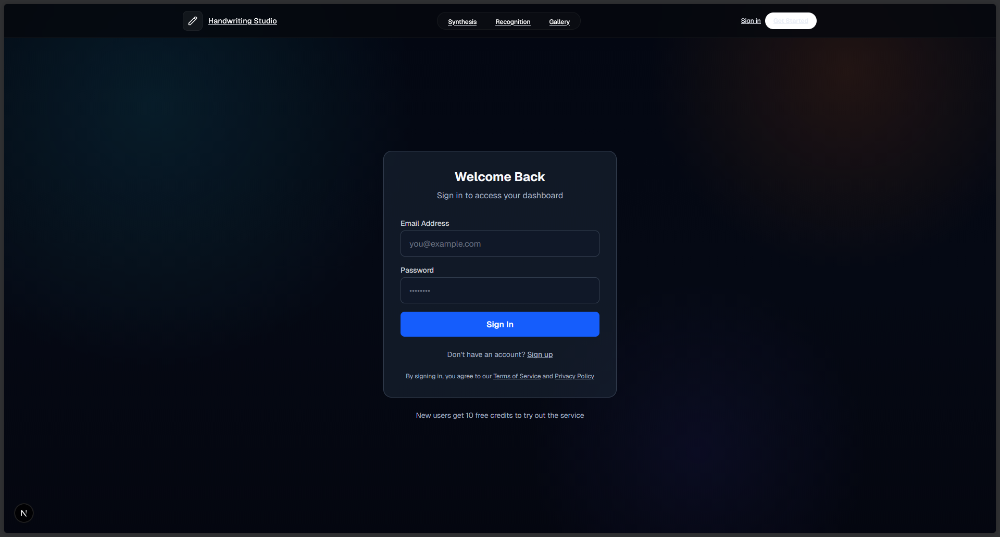 Handwriting Studio
Synthesis Recognition Gallery
Sign in Get Started
Welcome Back
Sign in to access your dashboard
Email Address
you@example.com
Password
••••••••
Sign In
Don't have an account? Sign up
By signing in, you agree to our Terms of Service and Privacy Policy
New users get 10 free credits to try out the service
N